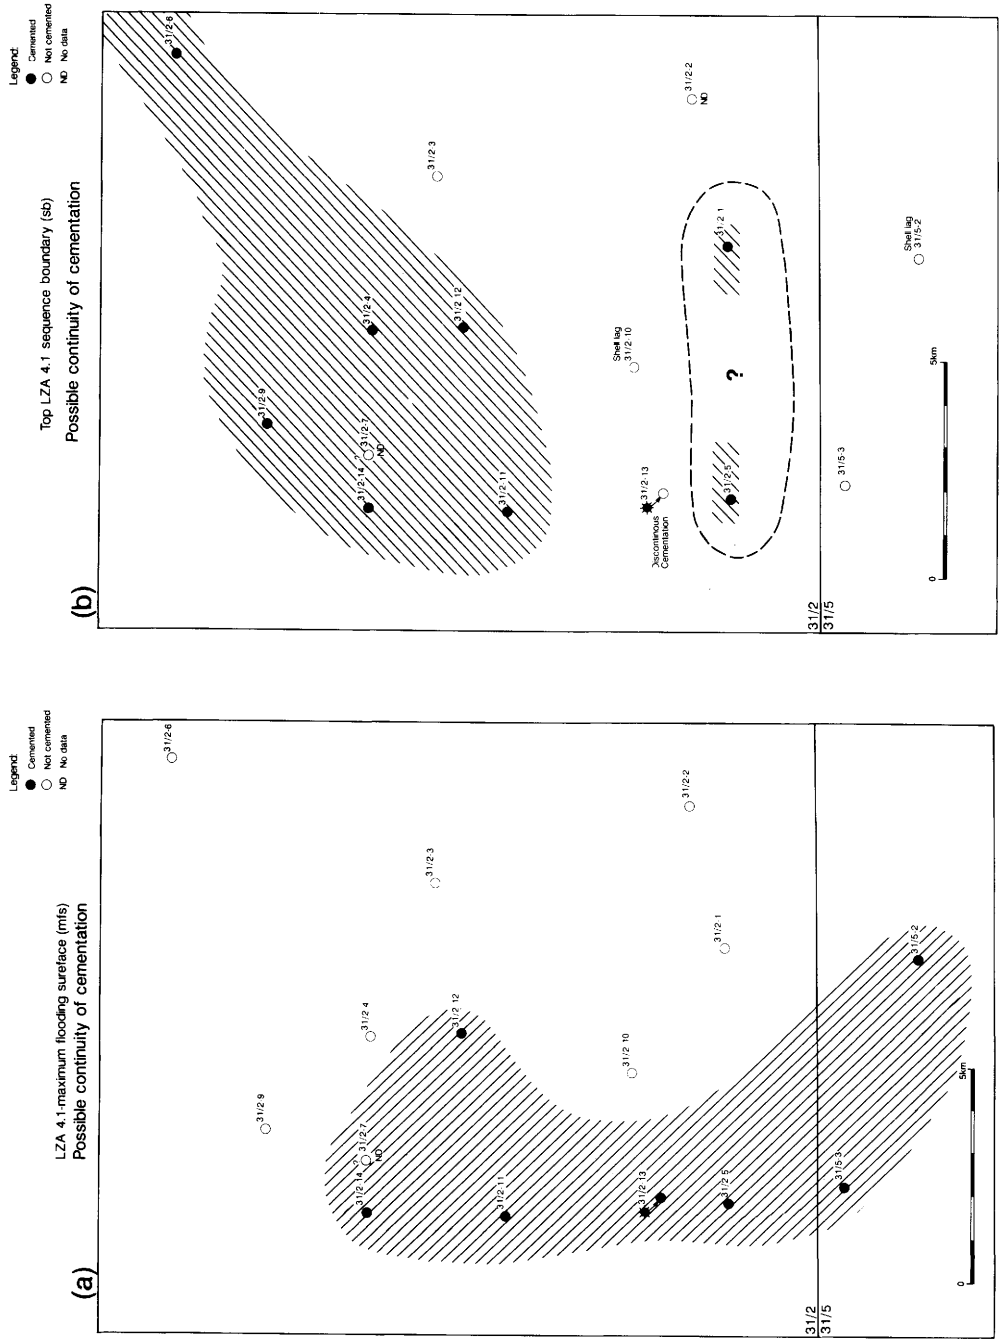 (a)
LZA 4.1-maximum flooding sureface (mfs)
Possible continuity of cementation
Legend:
Cemented
Not cemented
ND No data
31/2-6
31/2-9
31/2-4
31/2-3
31/2-14
?
31/2-7
ND
31/2-12
31/2-11
31/2-13
31/2-10
31/2-2
31/2-5
31/2-1
31/2
31/5
31/5-3
31/5-2
0
5km
(b)
Top LZA 4.1 sequence boundary (sb)
Possible continuity of cementation
Legend:
Cemented
Not cemented
ND No data
31/2-6
31/2-9
31/2-4
31/2-3
31/2-14
?
31/2-7
ND
31/2-12
31/2-11
31/2-13
Discontinous
Cementation
Shell lag
31/2-10
31/2-2
ND
31/2-5
?
31/2-1
31/2
31/5
31/5-3
Shell lag
31/5-2
0
5km